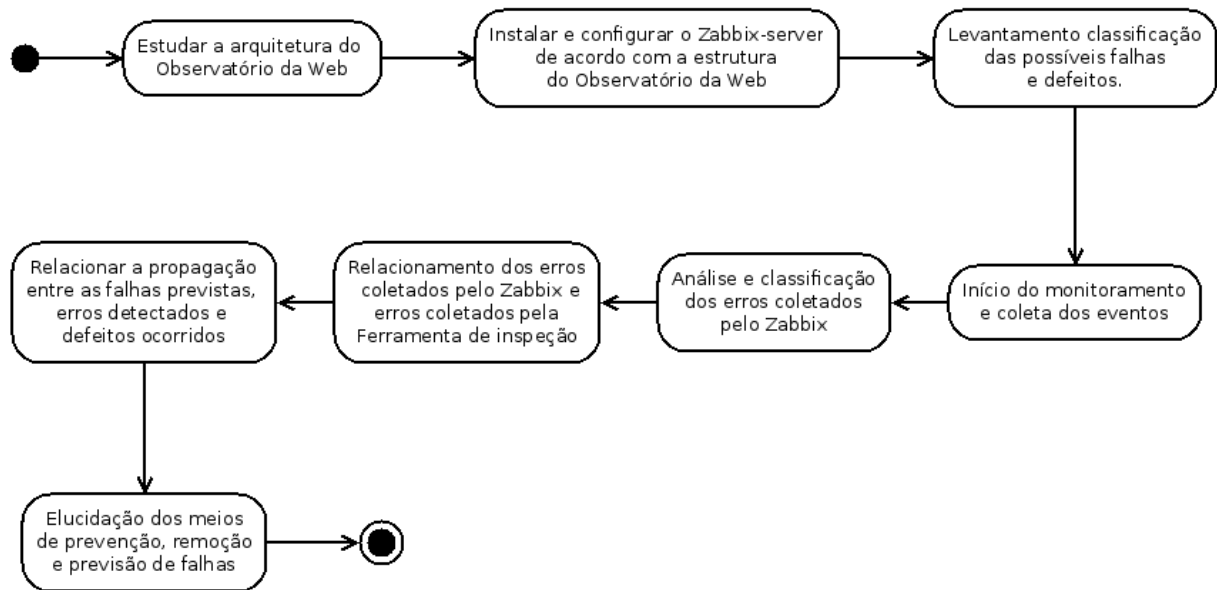 Estudar a arquitetura do
Observatório da Web
Instalar e configurar o Zabbix-server
de acordo com a estrutura
do Observatório da Web
Levantamento classificação
das possíveis falhas
e defeitos.
Início do monitoramento
e coleta dos eventos
Análise e classificação
dos erros coletados
pelo Zabbix
Relacionamento dos erros
coletados pelo Zabbix e
erros coletados pela
Ferramenta de inspeção
Relacionar a propagação
entre as falhas previstas,
erros detectados e
defeitos ocorridos
Elucidação dos meios
de prevenção, remoção
e previsão de falhas